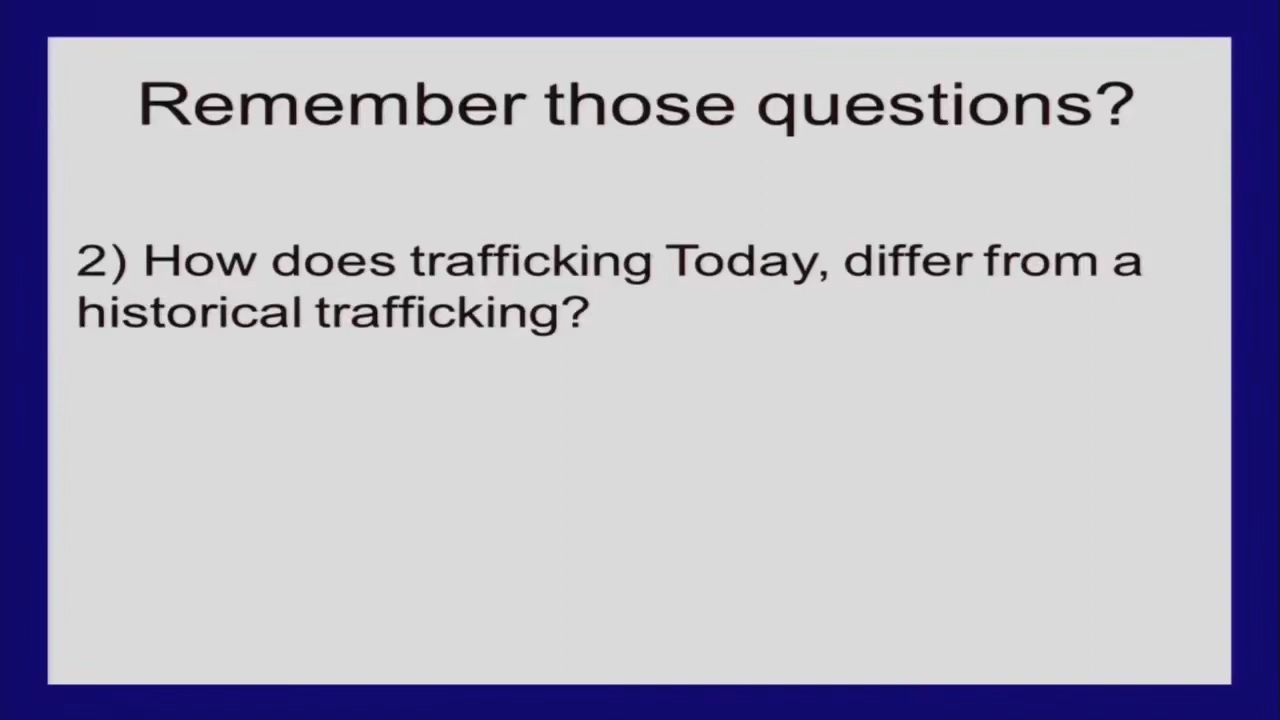 Remember those questions?
2) How does trafficking Today, differ from a
historical trafficking?